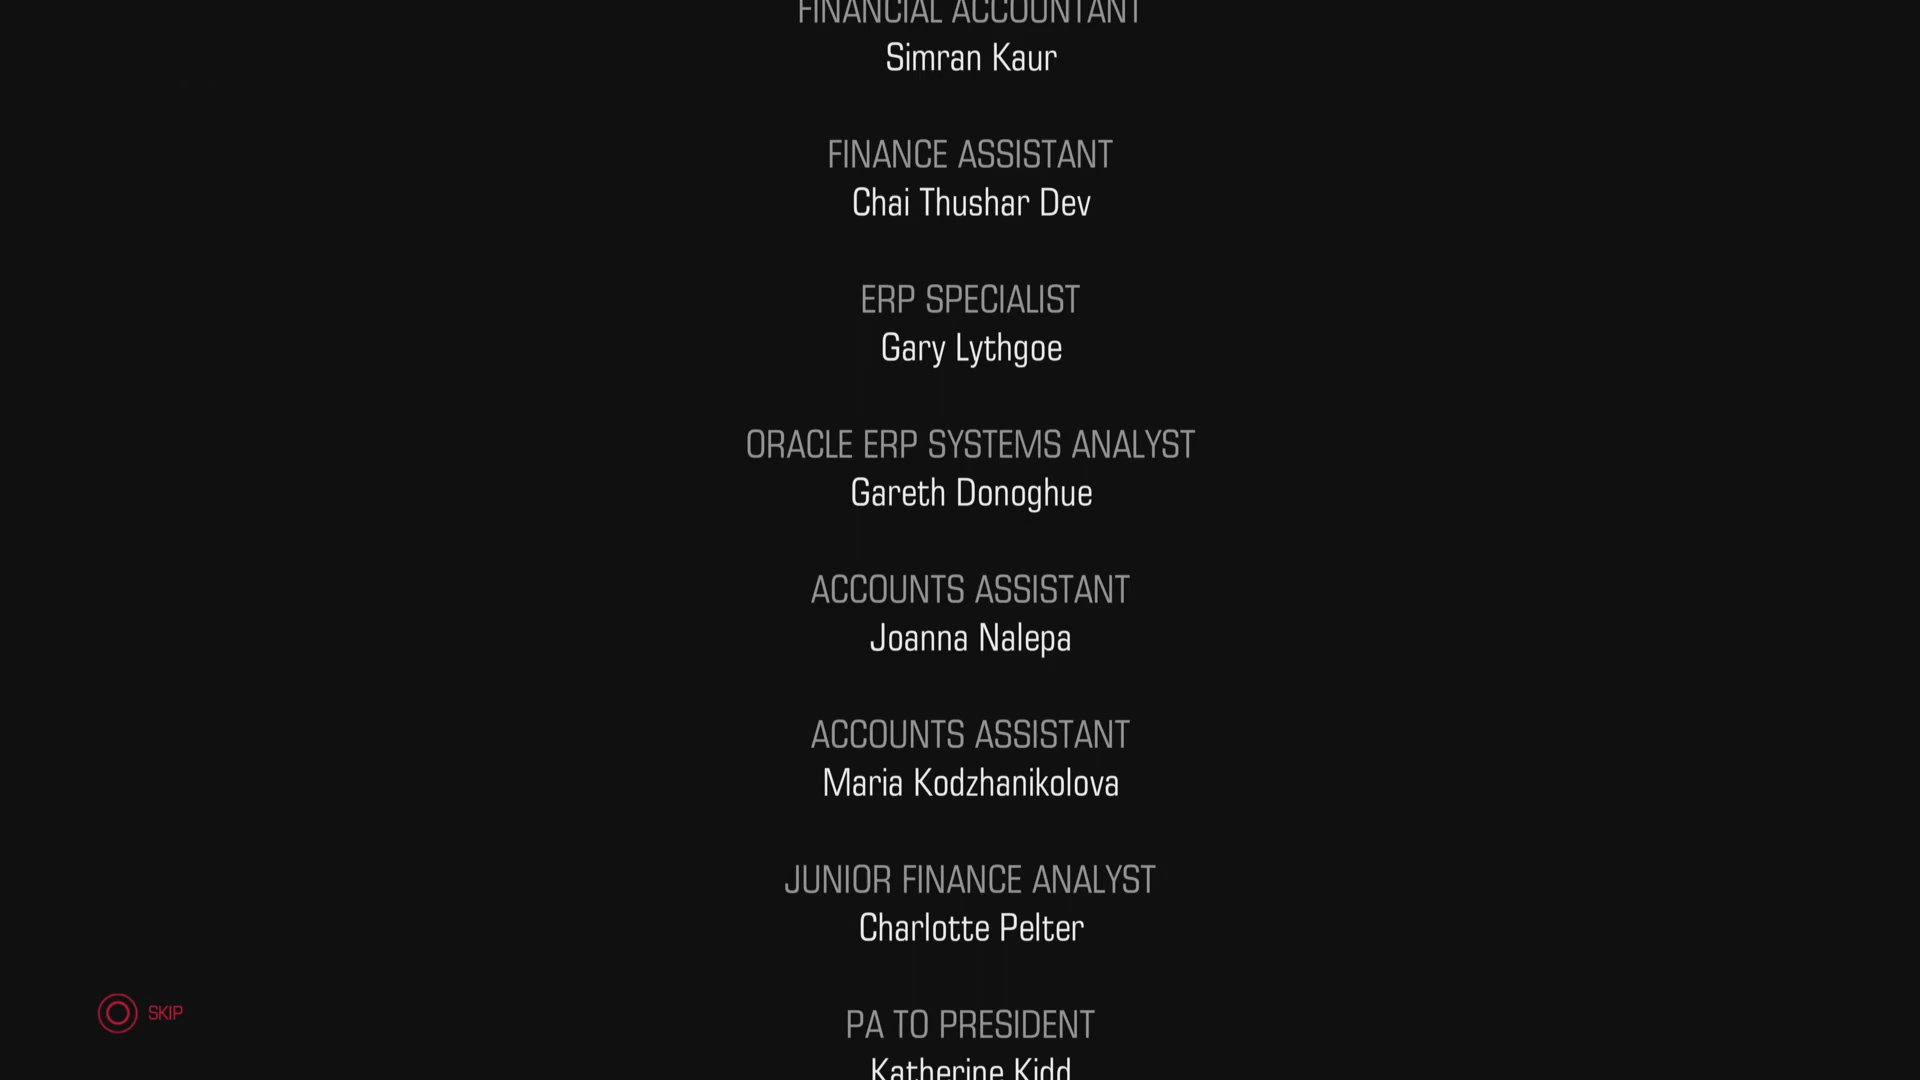 FINANCIAL ACCOUNTANT
Simran Kaur
FINANCE ASSISTANT
Chai Thushar Dev
ERP SPECIALIST
Gary Lythgoe
ORACLE ERP SYSTEMS ANALYST
Gareth Donoghue
ACCOUNTS ASSISTANT
Joanna Nalepa
ACCOUNTS ASSISTANT
Maria Kodzhanikolova
JUNIOR FINANCE ANALYST
Charlotte Pelter
SKIP
PA TO PRESIDENT
Katherine Kidd